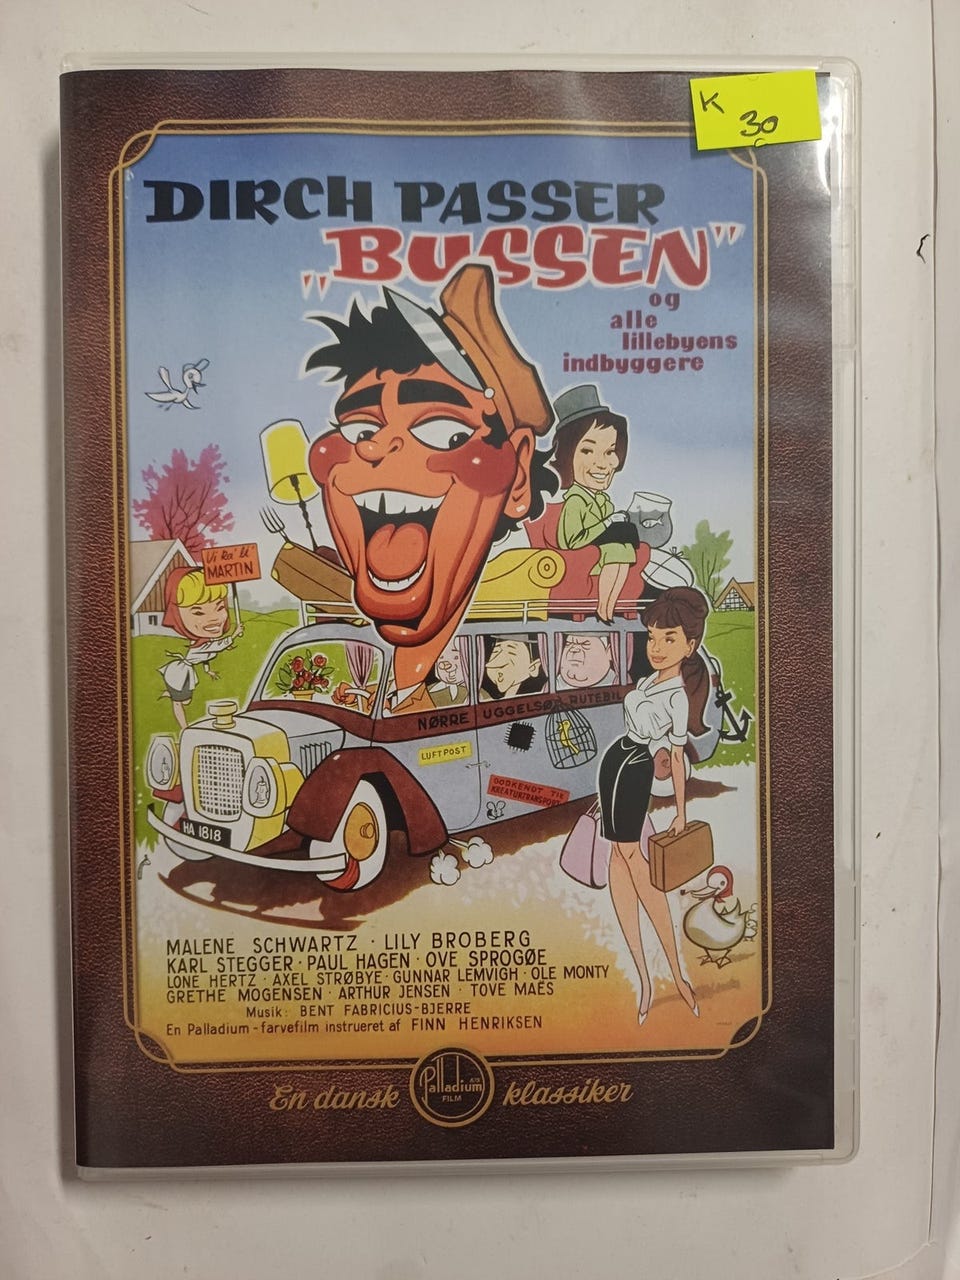 K
30
DIRCH PASSER
„BUSSEN"
og
alle
lillebyens
indbyggere
Vi ka' li'
MARTIN
NØRRE UGGELSØ RUTEBIL
LUFTPOST
GODKENDT TIL
KREATURTRANSPORT
HA 1818
MALENE SCHWARTZ · LILY BROBERG
KARL STEGGER · PAUL HAGEN · OVE SPROGØE
LONE HERTZ · AXEL STRØBYE · GUNNAR LEMVIGH · OLE MONTY
GRETHE MOGENSEN · ARTHUR JENSEN · TOVE MAËS
Musik: BENT FABRICIUS-BJERRE
En Palladium-farvefilm instrueret af FINN HENRIKSEN
En dansk Palladium A/S FILM klassiker